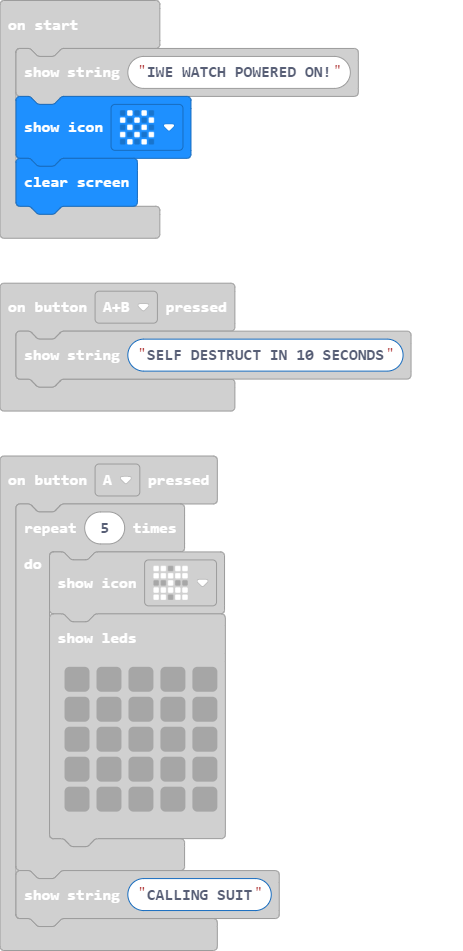 on start
show string "IWE WATCH POWERED ON!"
show icon
clear screen
on button A+B pressed
show string "SELF DESTRUCT IN 10 SECONDS"
on button A pressed
repeat 5 times
do
show icon
show leds
show string "CALLING SUIT"